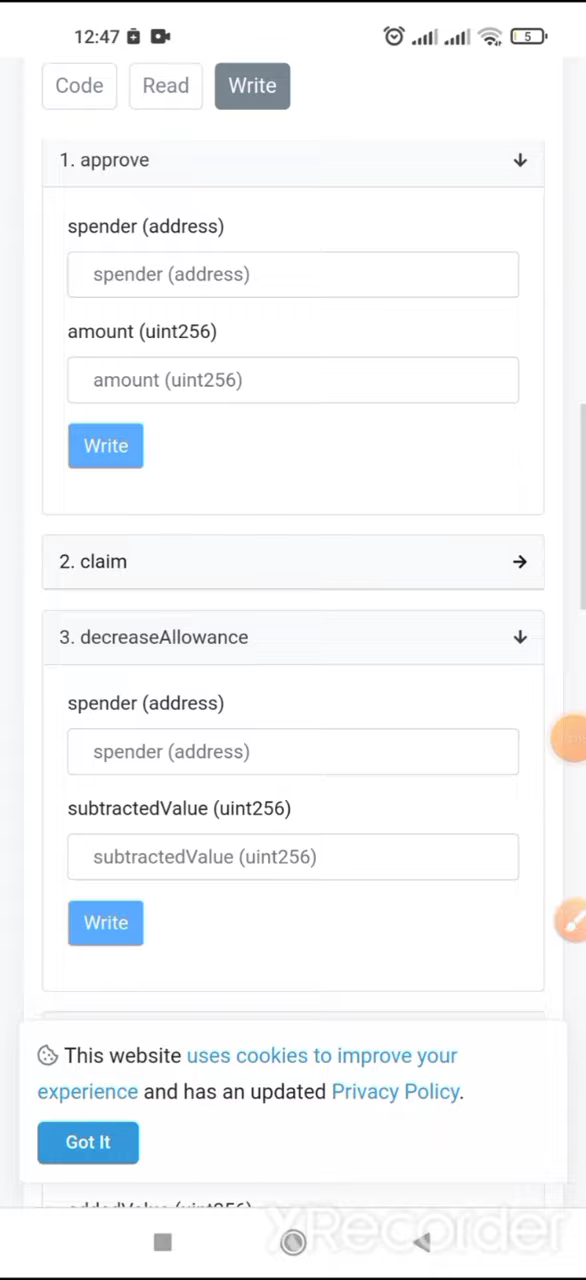 12:47
5
Code Read Write
1. approve
spender (address)
spender (address)
amount (uint256)
amount (uint256)
Write
2. claim
3. decreaseAllowance
spender (address)
spender (address)
subtractedValue (uint256)
subtractedValue (uint256)
Write
This website uses cookies to improve your
experience and has an updated Privacy Policy.
Got It
addedValue (uint256)
XRecorder